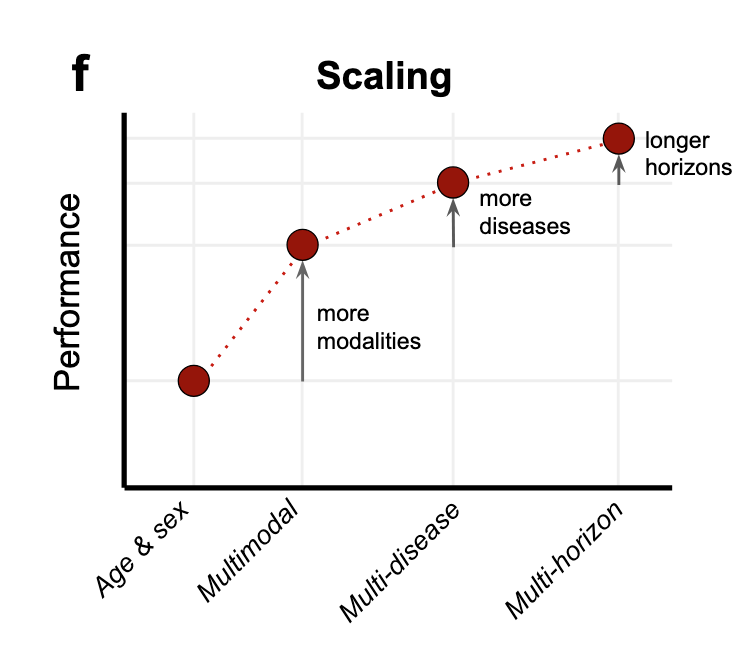 f
Scaling
Performance
longer
horizons
more
diseases
more
modalities
Age & sex
Multimodal
Multi-disease
Multi-horizon